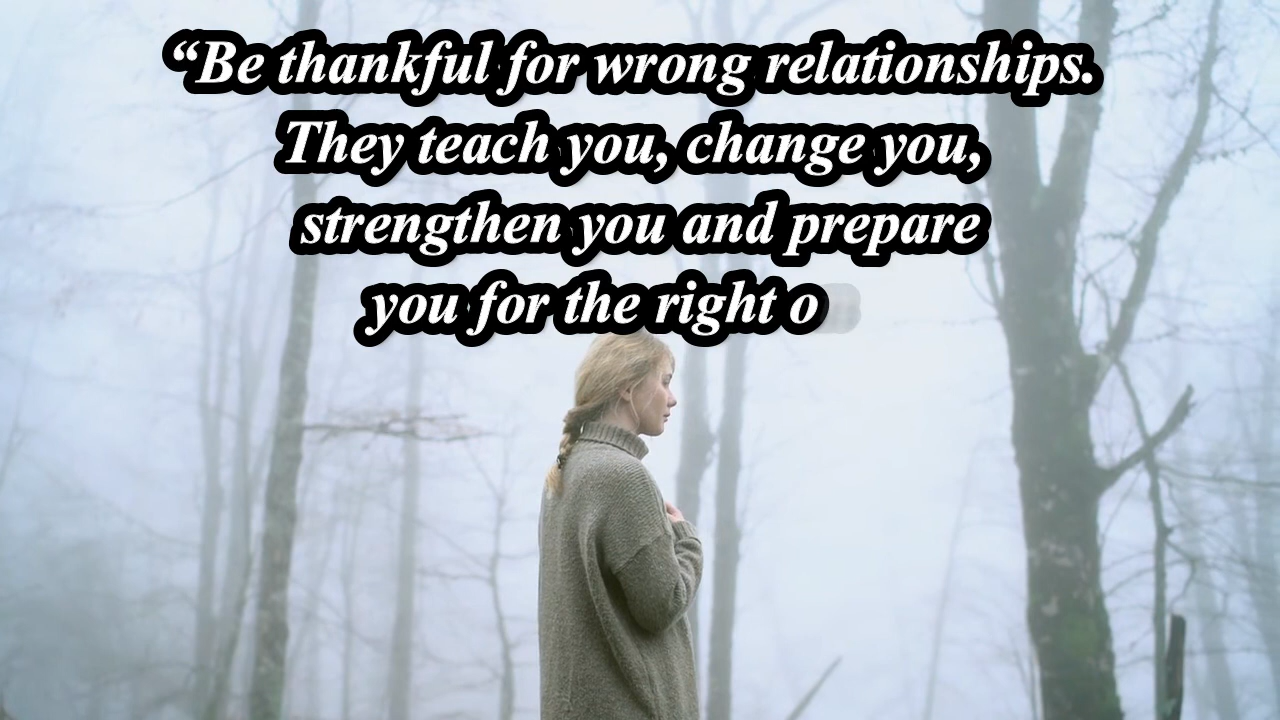 “Be thankful for wrong relationships.
They teach you, change you,
strengthen you and prepare
you for the right o